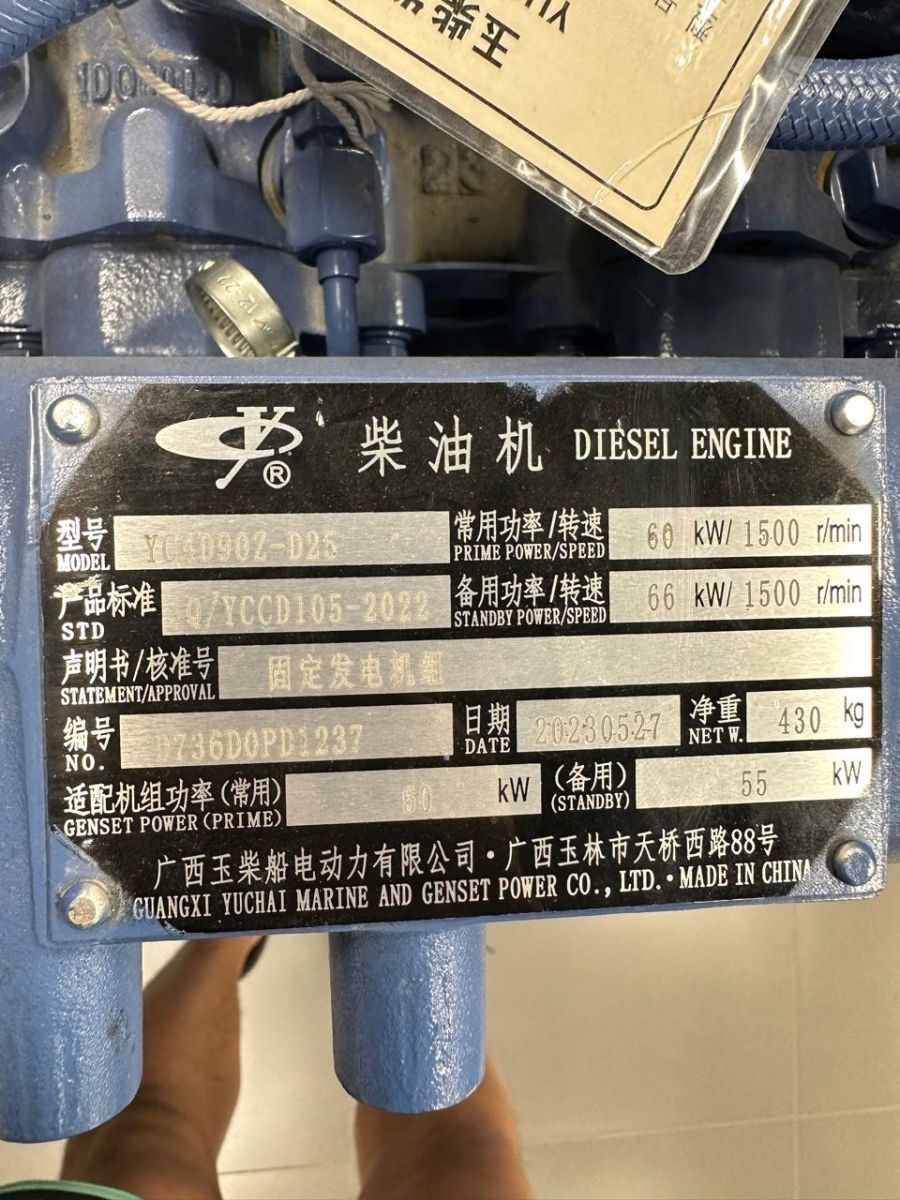 玉柴
YU
型号
28
柴油机 DIESEL ENGINE
型号 MODEL YC4D90Z-D25
常用功率/转速 PRIME POWER/SPEED 60 kW/ 1500 r/min
产品标准 STD Q/YCCD105-2022
备用功率/转速 STANDBY POWER/SPEED 66 kW/ 1500 r/min
声明书/核准号 STATEMENT/APPROVAL 固定发电机组
编号 NO. D736D0PD1237
日期 DATE 20230527
净重 NET W. 430 kg
适配机组功率(常用) GENSET POWER(PRIME) 50 kW
(备用) (STANDBY) 55 kW
广西玉柴船电动力有限公司·广西玉林市天桥西路88号
GUANGXI YUCHAI MARINE AND GENSET POWER CO., LTD.·MADE IN CHINA